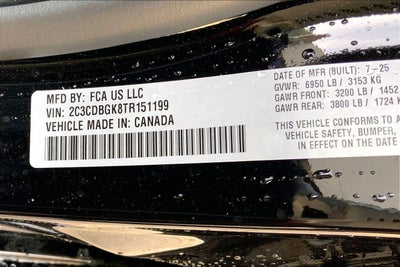 MFD BY: FCA US LLC
VIN: 2C3CDBGK8TR151199
VEHICLE MADE IN: CANADA
DATE OF MFR (BUILT): 7-25
GVWR: 6950 LB / 3153 KG
GAWR FRONT: 3200 LB / 1452
GAWR REAR: 3800 LB / 1724 K
THIS VEHICLE CONFORMS TO A
VEHICLE SAFETY, BUMPER,
IN EFFECT ON THE DATE